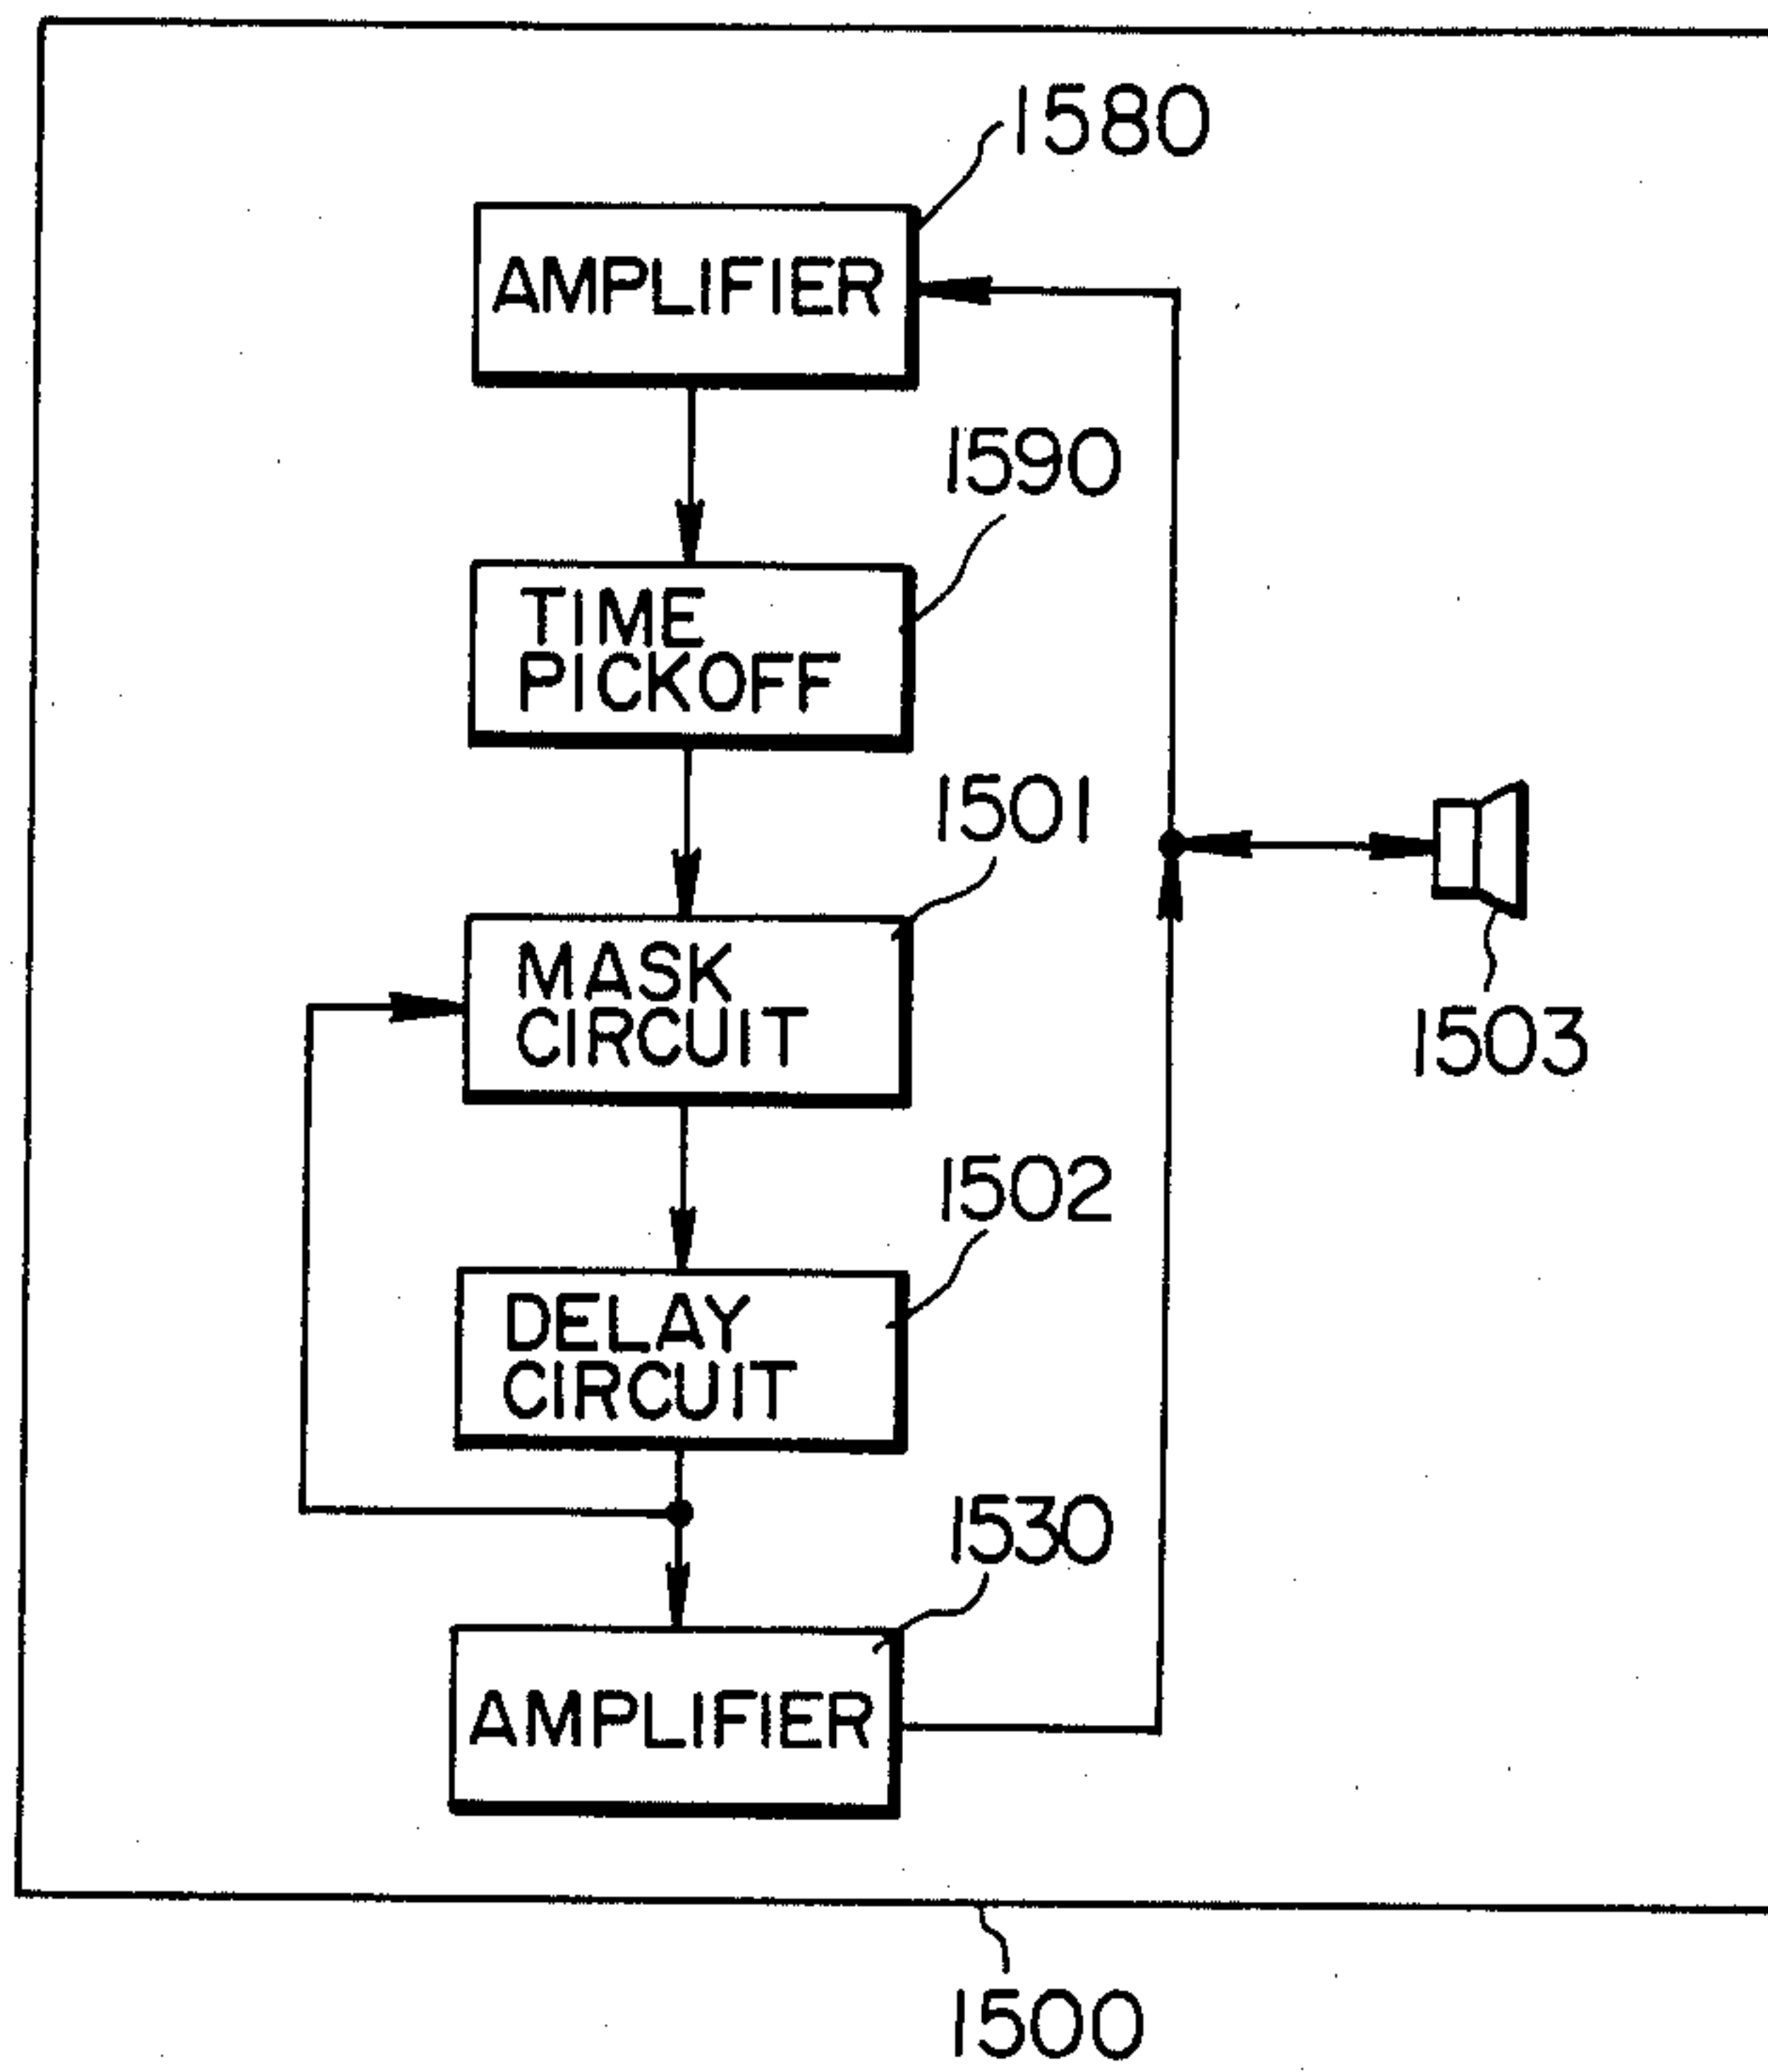 1580
AMPLIFIER
1590
TIME
PICKOFF
1501
MASK
CIRCUIT
1503
1502
DELAY
CIRCUIT
1530
AMPLIFIER
1500